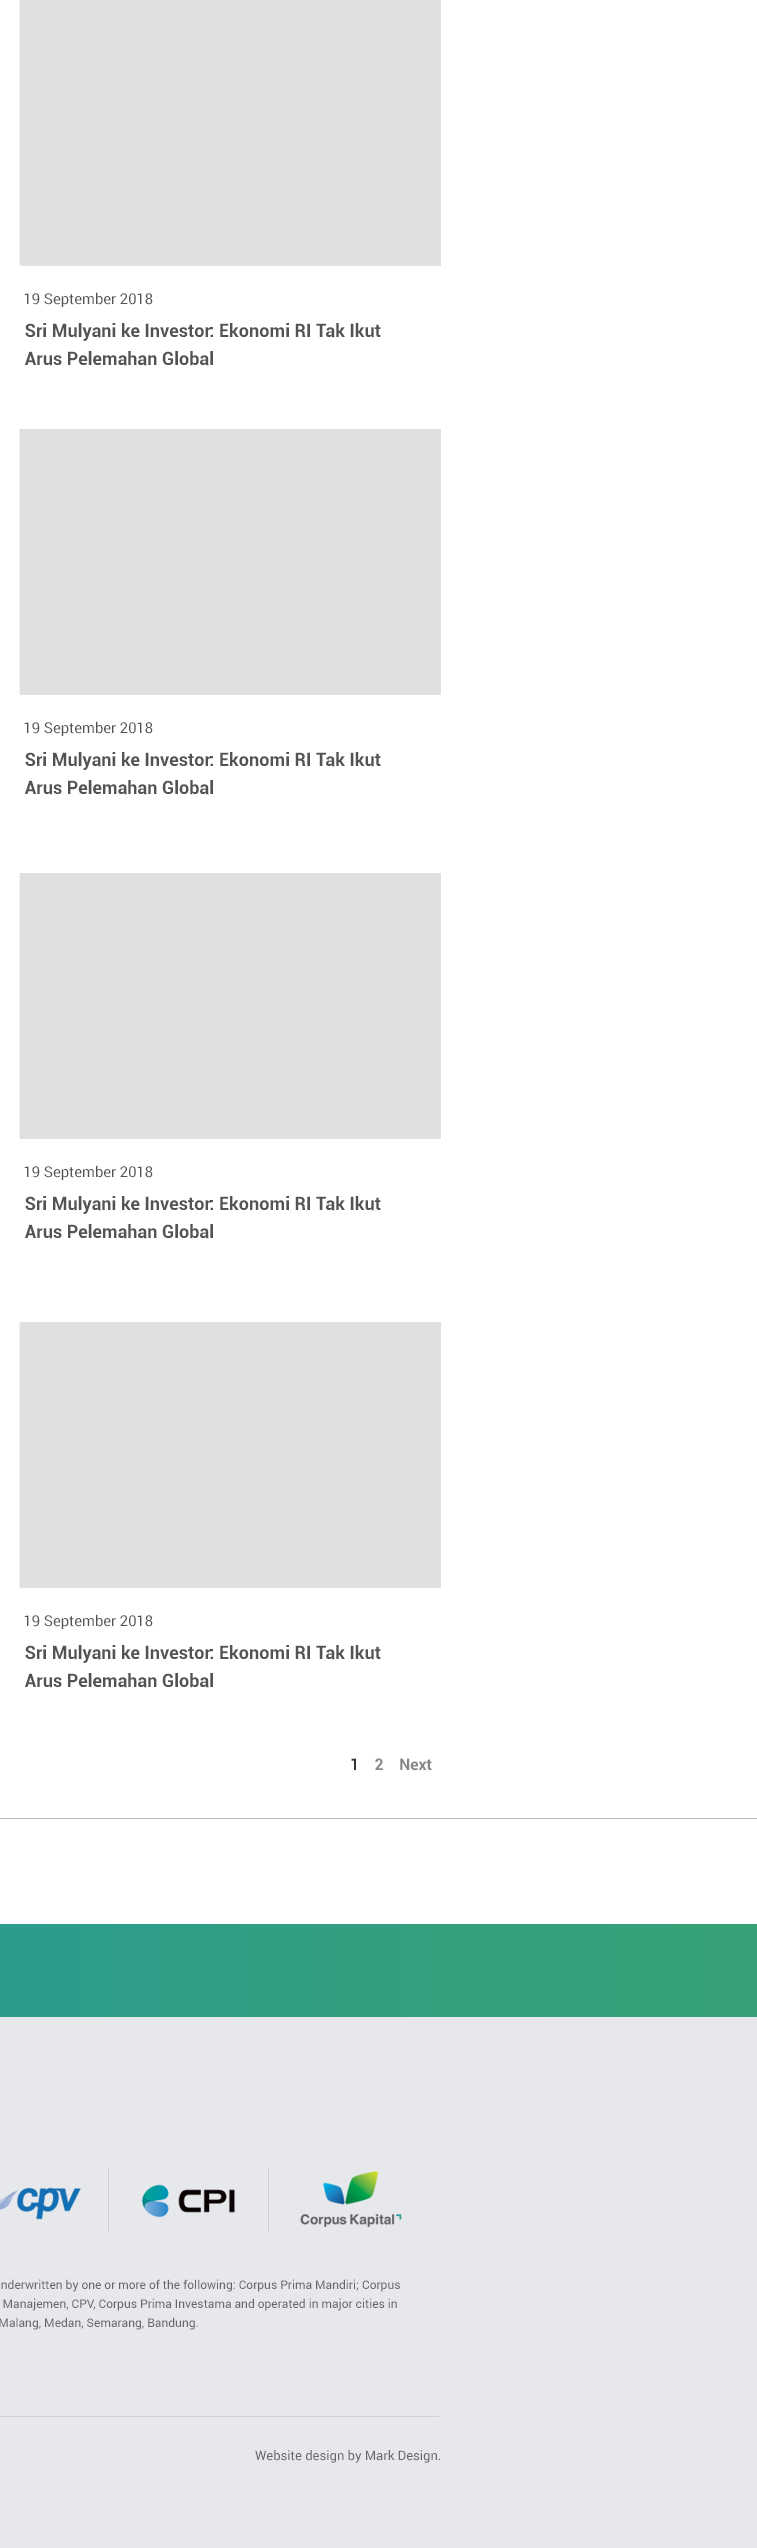 19 September 2018
Sri Mulyani ke Investor: Ekonomi RI Tak Ikut
Arus Pelemahan Global
19 September 2018
Sri Mulyani ke Investor: Ekonomi RI Tak Ikut
Arus Pelemahan Global
19 September 2018
Sri Mulyani ke Investor: Ekonomi RI Tak Ikut
Arus Pelemahan Global
19 September 2018
Sri Mulyani ke Investor: Ekonomi RI Tak Ikut
Arus Pelemahan Global
1 2 Next
cpv CPI Corpus Kapital
nderwritten by one or more of the following: Corpus Prima Mandiri; Corpus
Manajemen, CPV, Corpus Prima Investama and operated in major cities in
Malang, Medan, Semarang, Bandung.
Website design by Mark Design.